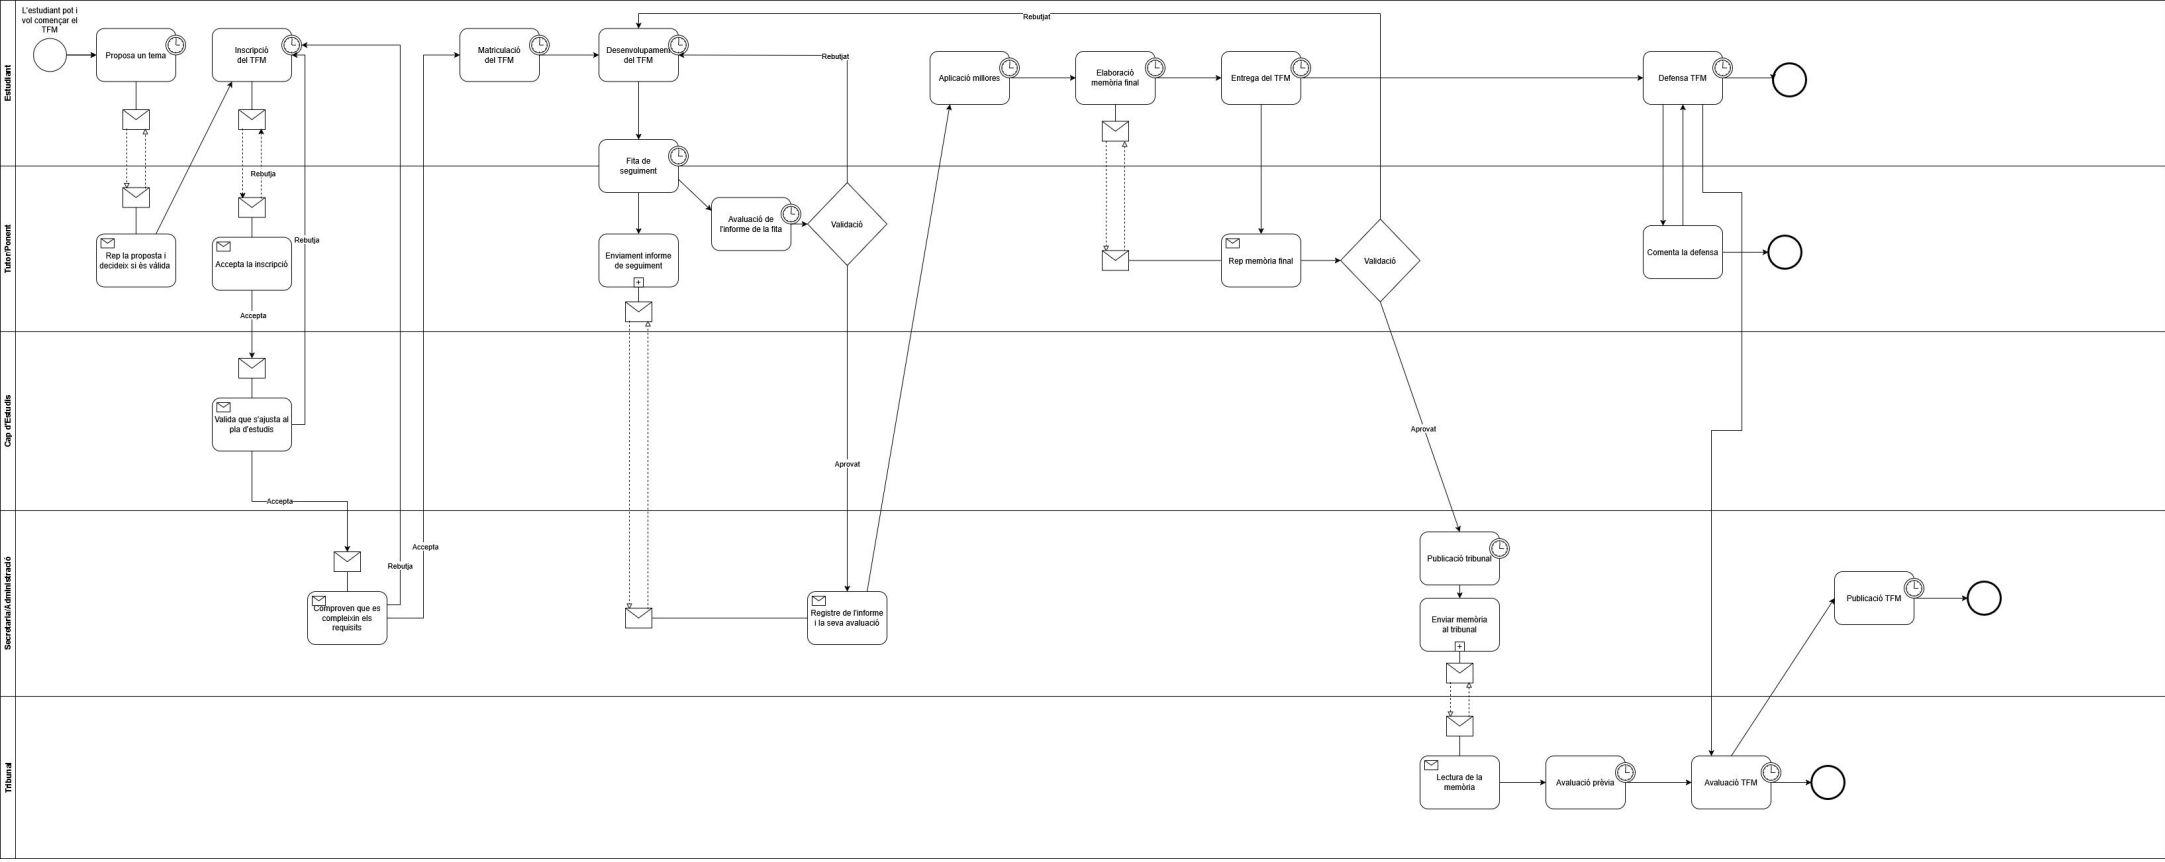 L'estudiant pot i
vol començar el
TFM
Estudiant
Proposa un tema
Inscripció
del TFM
Matriculació
del TFM
Desenvolupament
del TFM
Rebutjat
Rebutjat
Aplicació millores
Elaboració
memòria final
Entrega del TFM
Defensa TFM
Fita de
seguiment
Tutor/Ponent
Rebutja
Rebutja
Rep la proposta i
decideix si és vàlida
Accepta la inscripció
Accepta
Enviament informe
de seguiment
Avaluació de
l'informe de la fita
Validació
Rep memòria final
Validació
Comenta la defensa
Cap d'Estudis
Valida que s'ajusta al
pla d'estudis
Accepta
Aprovat
Aprovat
Secretaria/Administració
Accepta
Rebutja
Comproven que es
compleixin els
requisits
Registre de l'informe
i la seva avaluació
Publicació tribunal
Enviar memòria
al tribunal
Publicació TFM
Tribunal
Lectura de la
memòria
Avaluació prèvia
Avaluació TFM